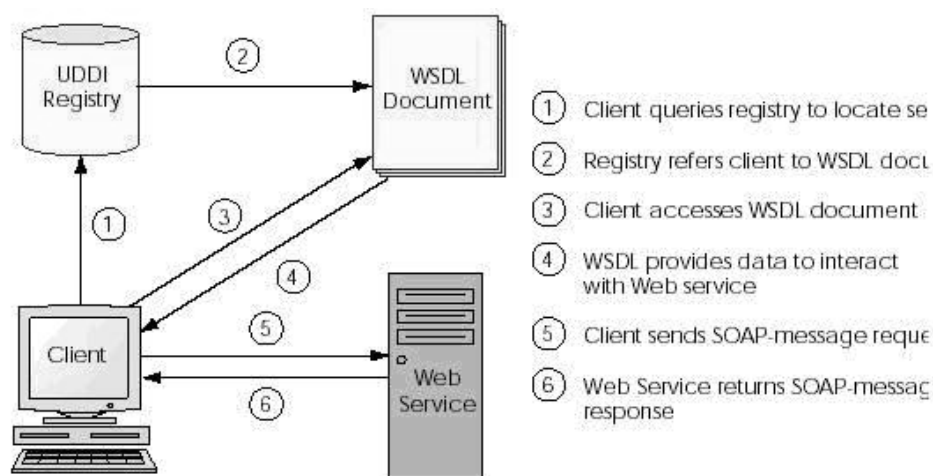 UDDI
Registry
2
WSDL
Document
1
3
4
Client
5
6
Web
Service
1 Client queries registry to locate se
2 Registry refers client to WSDL docu
3 Client accesses WSDL document
4 WSDL provides data to interact
with Web service
5 Client sends SOAP-message reque
6 Web Service returns SOAP-messag
response